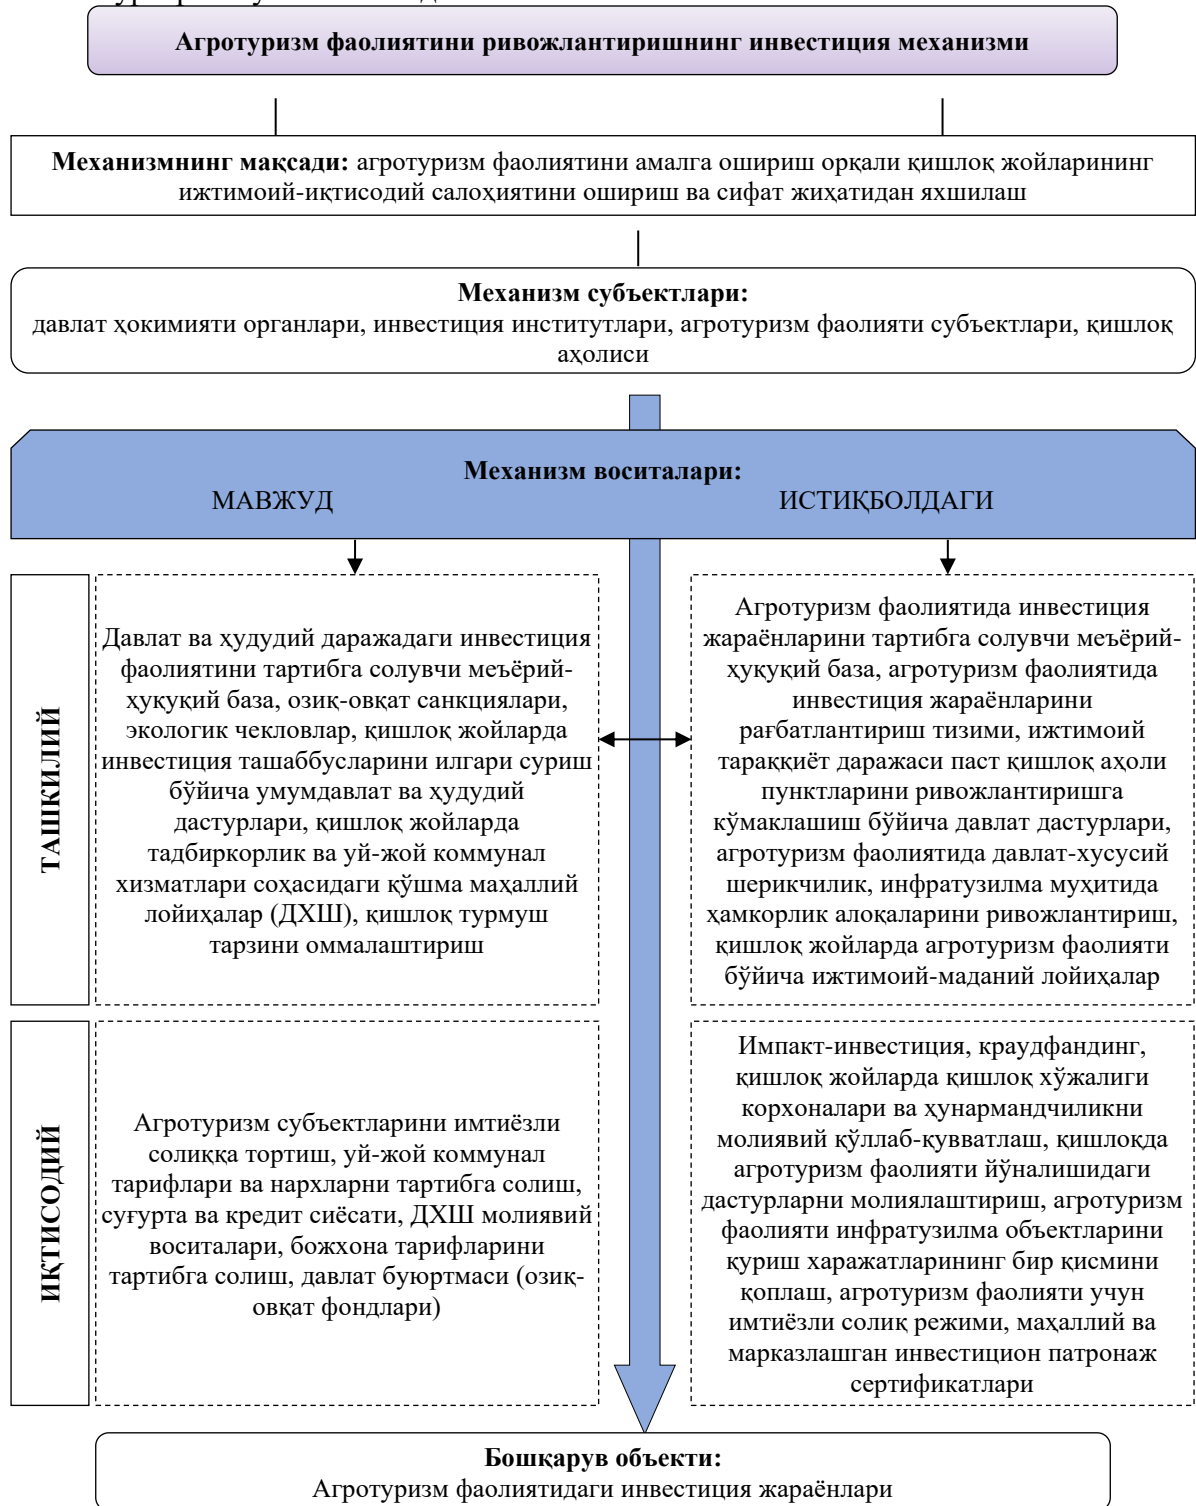 Агротуризм фаолиятини ривожлантиришнинг инвестиция механизми
Механизмнинг мақсади: агротуризм фаолиятини амалга ошириш орқали қишлоқ жойларининг
ижтимоий-иқтисодий салоҳиятини ошириш ва сифат жиҳатидан яхшилаш
Механизм субъектлари:
давлат ҳокимияти органлари, инвестиция институтлари, агротуризм фаолияти субъектлари, қишлоқ
аҳолиси
Механизм воситалари:
МАВЖУД
ИСТИҚБОЛДАГИ
ТАШКИЛИЙ
Давлат ва ҳудудий даражадаги инвестиция
фаолиятини тартибга солувчи меъёрий-
ҳуқуқий база, озиқ-овқат санкциялари,
экологик чекловлар, қишлоқ жойларда
инвестиция ташаббусларини илгари суриш
бўйича умумдавлат ва ҳудудий
дастурлари, қишлоқ жойларда
тадбиркорлик ва уй-жой коммунал
хизматлари соҳасидаги қўшма маҳаллий
лойиҳалар (ДХШ), қишлоқ турмуш
тарзини оммалаштириш
Агротуризм фаолиятида инвестиция
жараёнларини тартибга солувчи меъёрий-
ҳуқуқий база, агротуризм фаолиятида
инвестиция жараёнларини
рағбатлантириш тизими, ижтимоий
тараққиёт даражаси паст қишлоқ аҳоли
пунктларини ривожлантиришга
кўмаклашиш бўйича давлат дастурлари,
агротуризм фаолиятида давлат-хусусий
шерикчилик, инфратузилма муҳитида
ҳамкорлик алоқаларини ривожлантириш,
қишлоқ жойларда агротуризм фаолияти
бўйича ижтимоий-маданий лойиҳалар
ИҚТИСОДИЙ
Агротуризм субъектларини имтиёзли
солиққа тортиш, уй-жой коммунал
тарифлари ва нархларни тартибга солиш,
суғурта ва кредит сиёсати, ДХШ молиявий
воситалари, божхона тарифларини
тартибга солиш, давлат буюртмаси (озиқ-
овқат фондлари)
Импакт-инвестиция, краудфандинг,
қишлоқ жойларда қишлоқ хўжалиги
корхоналари ва ҳунармандчиликни
молиявий қўллаб-қувватлаш, қишлоқда
агротуризм фаолияти йўналишидаги
дастурларни молиялаштириш, агротуризм
фаолияти инфратузилма объектларини
қуриш харажатларининг бир қисмини
қоплаш, агротуризм фаолияти учун
имтиёзли солиқ режими, маҳаллий ва
марказлашган инвестицион патронаж
сертификатлари
Бошқарув объекти:
Агротуризм фаолиятидаги инвестиция жараёнлари